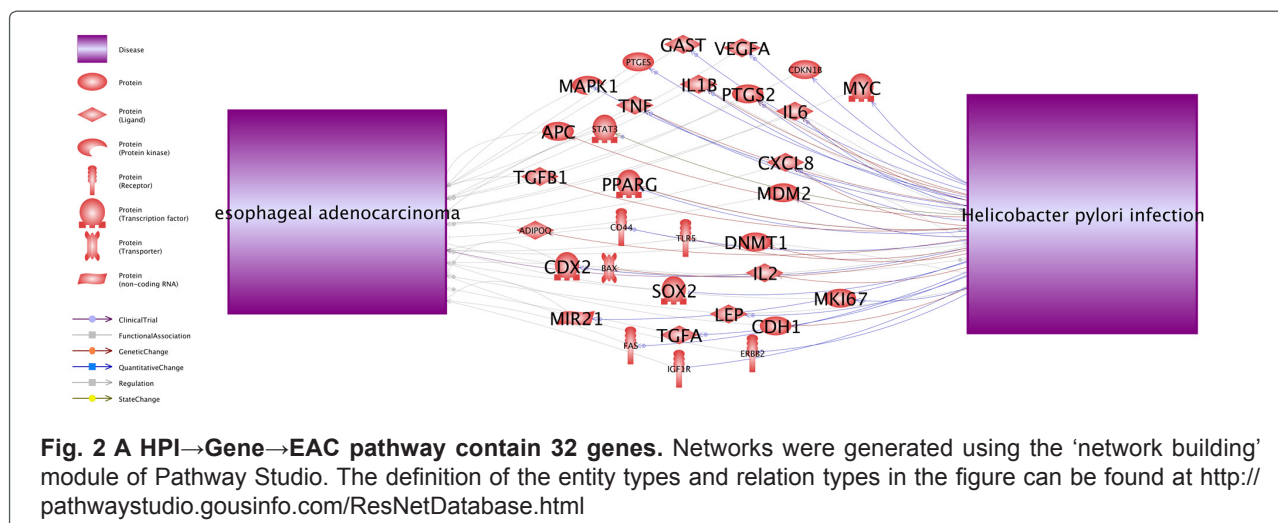 Disease
Protein
Protein
(Ligand)
Protein
(Protein kinase)
Protein
(Receptor)
Protein
(Transcription factor)
Protein
(Transporter)
Protein
(non-coding RNA)
ClinicalTrial
FunctionalAssociation
GeneticChange
QuantitativeChange
Regulation
StateChange
esophageal adenocarcinoma
GAST
VEGFA
PTGES
CDKN1B
MAPK1
IL1B
PTGS2
MYC
TNF
IL6
APC
STAT3
CXCL8
TGFB1
PPARG
MDM2
ADIPOQ
CD44
TLR5
DNMT1
CDX2
BAX
IL2
SOX2
MKI67
MIR21
LEP
TGFA
CDH1
FAS
ERBB2
IGF1R
Helicobacter pylori infection
Fig. 2 A HPI→Gene→EAC pathway contain 32 genes. Networks were generated using the ‘network building’
module of Pathway Studio. The definition of the entity types and relation types in the figure can be found at http://
pathwaystudio.gousinfo.com/ResNetDatabase.html